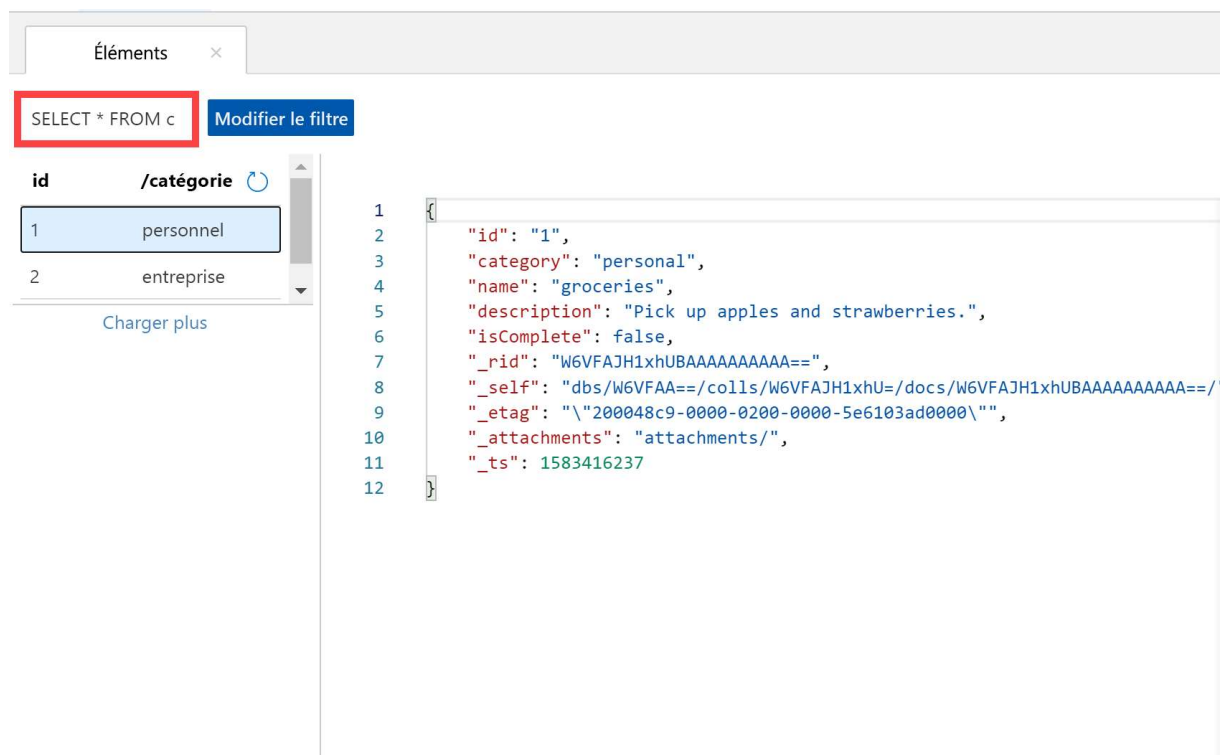 Éléments ×
SELECT * FROM c Modifier le filtre
id /catégorie
1 personnel
2 entreprise
Charger plus
1 {
2 "id": "1",
3 "category": "personal",
4 "name": "groceries",
5 "description": "Pick up apples and strawberries.",
6 "isComplete": false,
7 "_rid": "W6VFAJH1xhUBAAAAAAAAAA==",
8 "_self": "dbs/W6VFAA==/colls/W6VFAJH1xhU=/docs/W6VFAJH1xhUBAAAAAAAAAA==/"
9 "_etag": "\"200048c9-0000-0200-0000-5e6103ad0000\"",
10 "_attachments": "attachments/",
11 "_ts": 1583416237
12 }